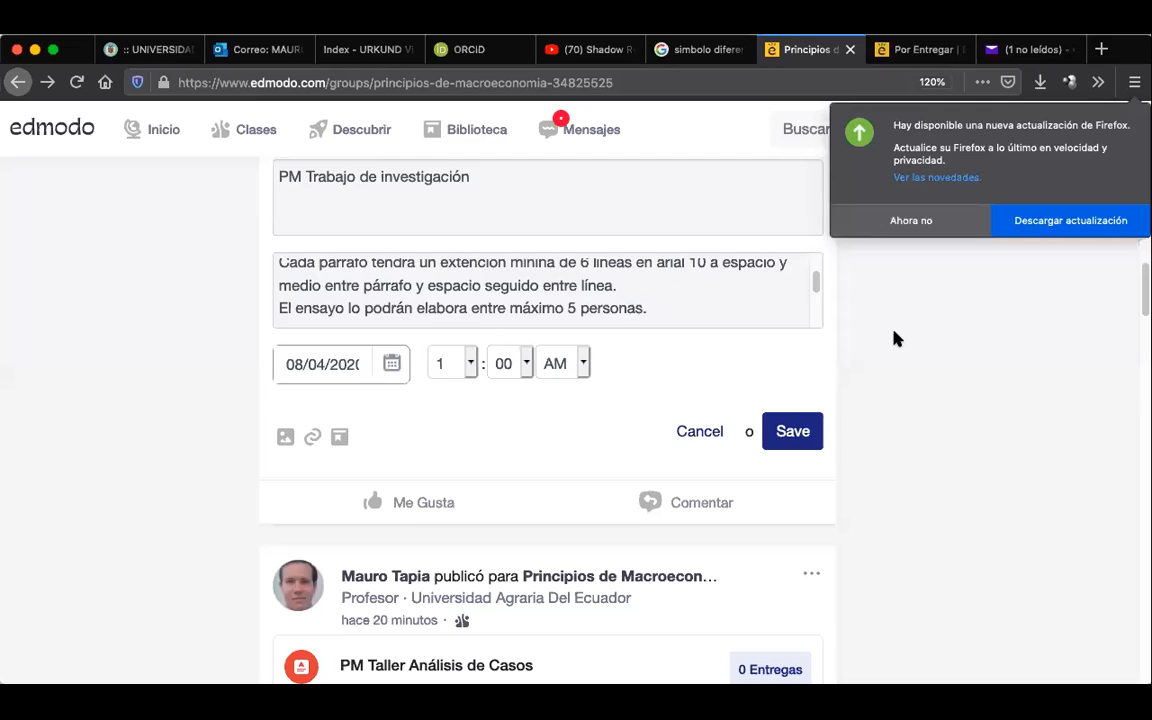 :: UNIVERSIDA
Correo: MAUR
Index - URKUND Vi
ORCID
(70) Shadow R
simbolo difere
Principios d
Por Entregar | E
(1 no leídos) -
https://www.edmodo.com/groups/principios-de-macroeconomia-34825525
120%
edmodo
Inicio
Clases
Descubrir
Biblioteca
Mensajes
Buscar
Hay disponible una nueva actualización de Firefox.
Actualice su Firefox a lo último en velocidad y
privacidad.
Ver las novedades.
Ahora no
Descargar actualización
PM Trabajo de investigación
Cada párrafo tendrá un extención minina de 6 lineas en arial 10 a espacio y
medio entre párrafo y espacio seguido entre línea.
El ensayo lo podrán elabora entre máximo 5 personas.
08/04/2020
1 : 00 AM
Cancel o Save
Me Gusta
Comentar
Mauro Tapia publicó para Principios de Macroecon...
Profesor · Universidad Agraria Del Ecuador
hace 20 minutos ·
PM Taller Análisis de Casos
0 Entregas